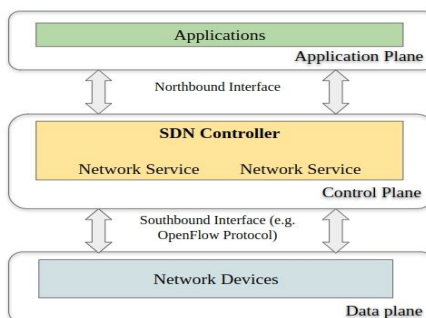 Applications
Application Plane
Northbound Interface
SDN Controller
Network Service Network Service
Control Plane
Southbound Interface (e.g.
OpenFlow Protocol)
Network Devices
Data plane